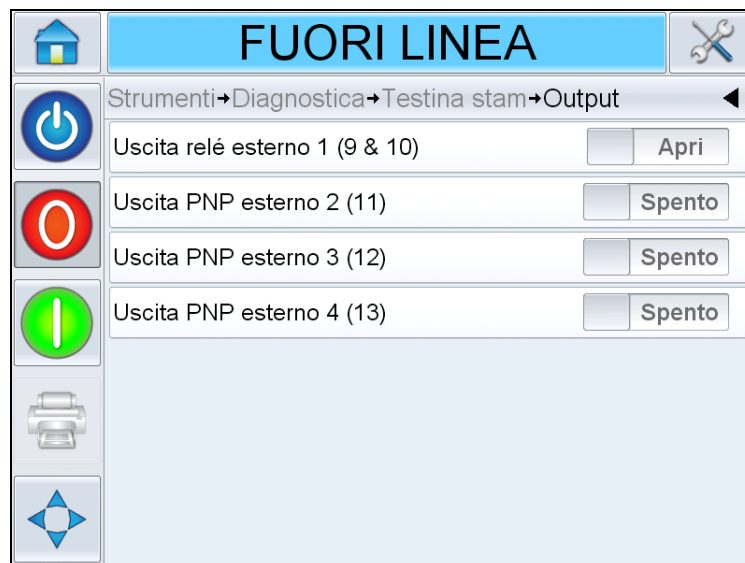 FUORI LINEA
Strumenti→Diagnostica→Testina stam→Output
Uscita relé esterno 1 (9 & 10) Apri
Uscita PNP esterno 2 (11) Spento
Uscita PNP esterno 3 (12) Spento
Uscita PNP esterno 4 (13) Spento